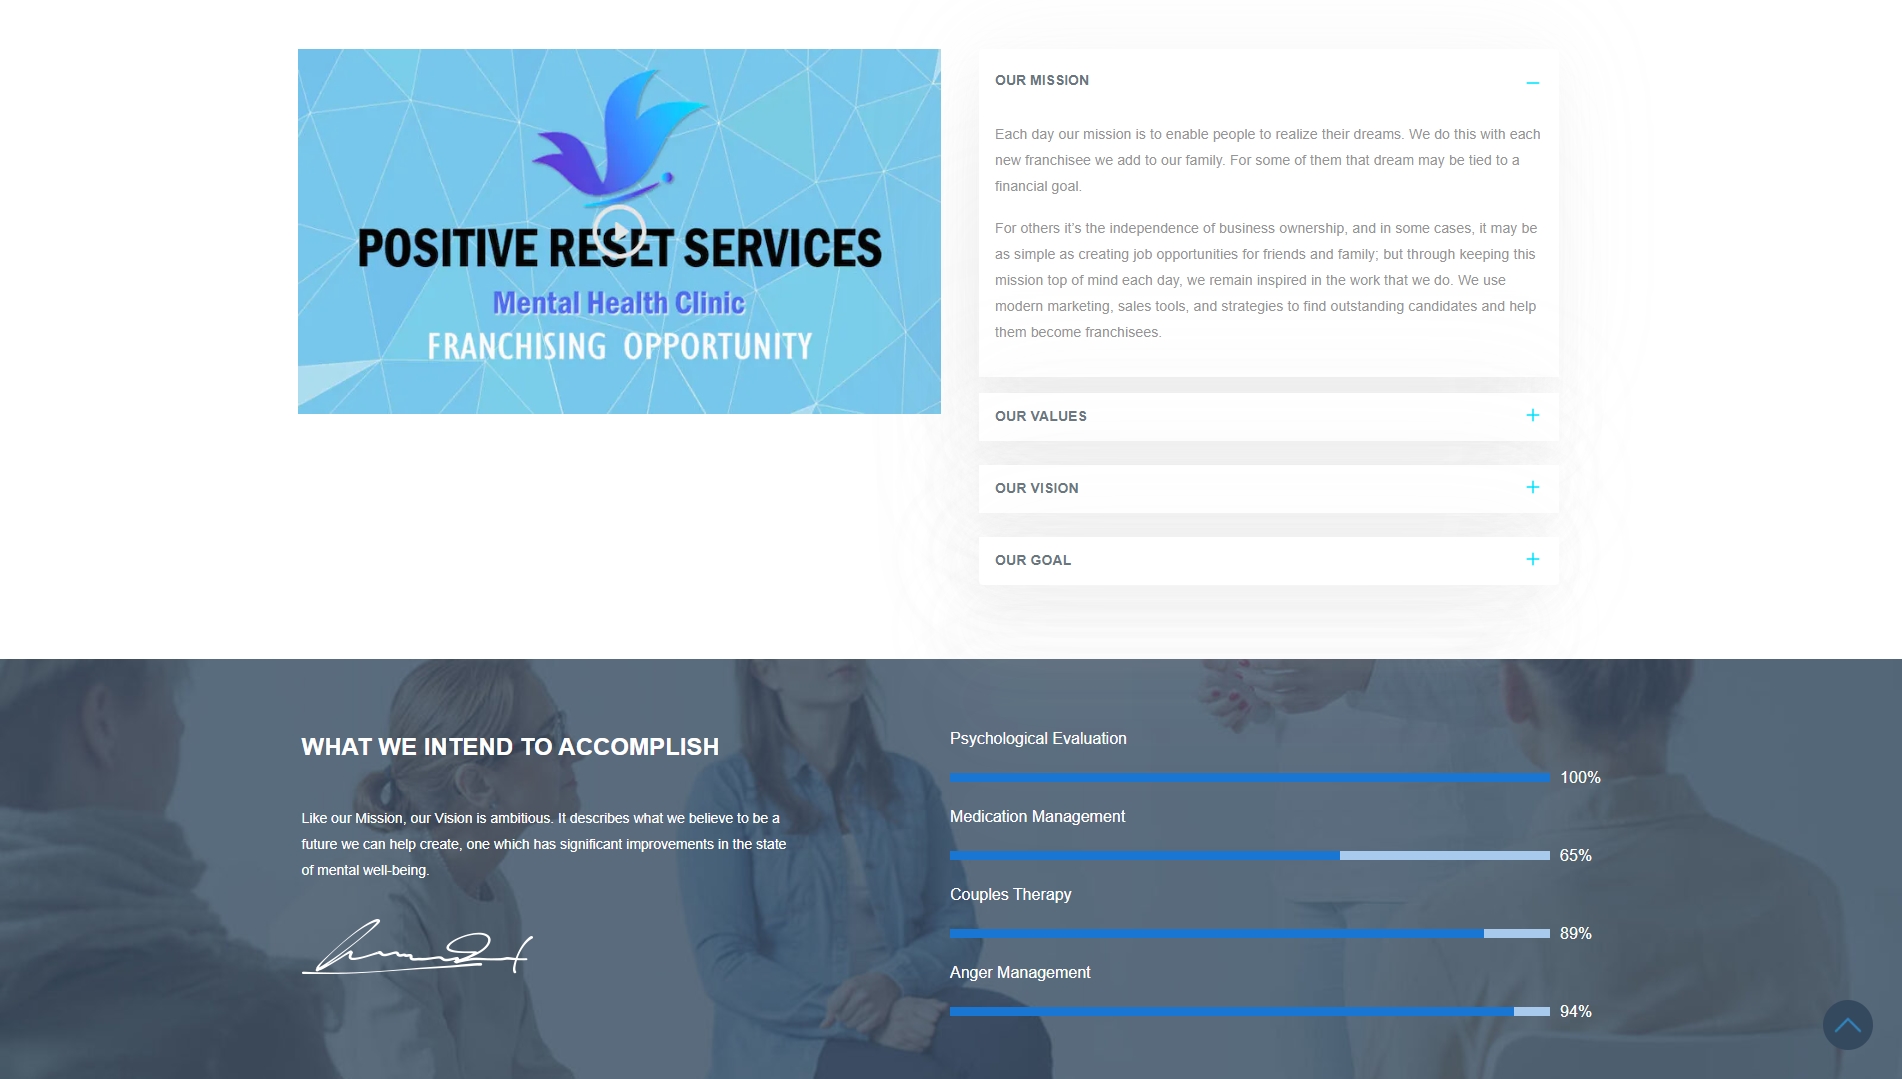 POSITIVE RESET SERVICES
Mental Health Clinic
FRANCHISING OPPORTUNITY
OUR MISSION
Each day our mission is to enable people to realize their dreams. We do this with each
new franchisee we add to our family. For some of them that dream may be tied to a
financial goal.
For others it's the independence of business ownership, and in some cases, it may be
as simple as creating job opportunities for friends and family; but through keeping this
mission top of mind each day, we remain inspired in the work that we do. We use
modern marketing, sales tools, and strategies to find outstanding candidates and help
them become franchisees.
OUR VALUES
OUR VISION
OUR GOAL
WHAT WE INTEND TO ACCOMPLISH
Like our Mission, our Vision is ambitious. It describes what we believe to be a
future we can help create, one which has significant improvements in the state
of mental well-being.
Psychological Evaluation
100%
Medication Management
65%
Couples Therapy
89%
Anger Management
94%